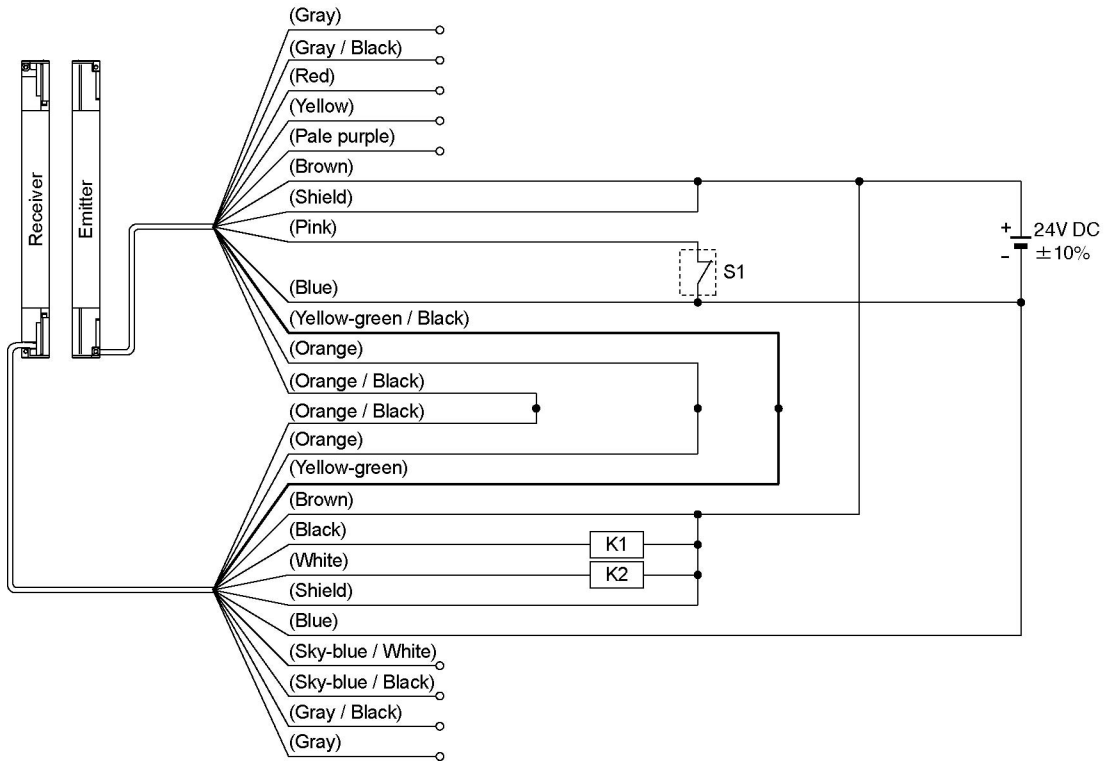 (Gray)
(Gray / Black)
(Red)
(Yellow)
(Pale purple)
(Brown)
(Shield)
(Pink)
Receiver
Emitter
+ 24V DC
- ±10%
S1
(Blue)
(Yellow-green / Black)
(Orange)
(Orange / Black)
(Orange / Black)
(Orange)
(Yellow-green)
(Brown)
(Black)
K1
(White)
K2
(Shield)
(Blue)
(Sky-blue / White)
(Sky-blue / Black)
(Gray / Black)
(Gray)